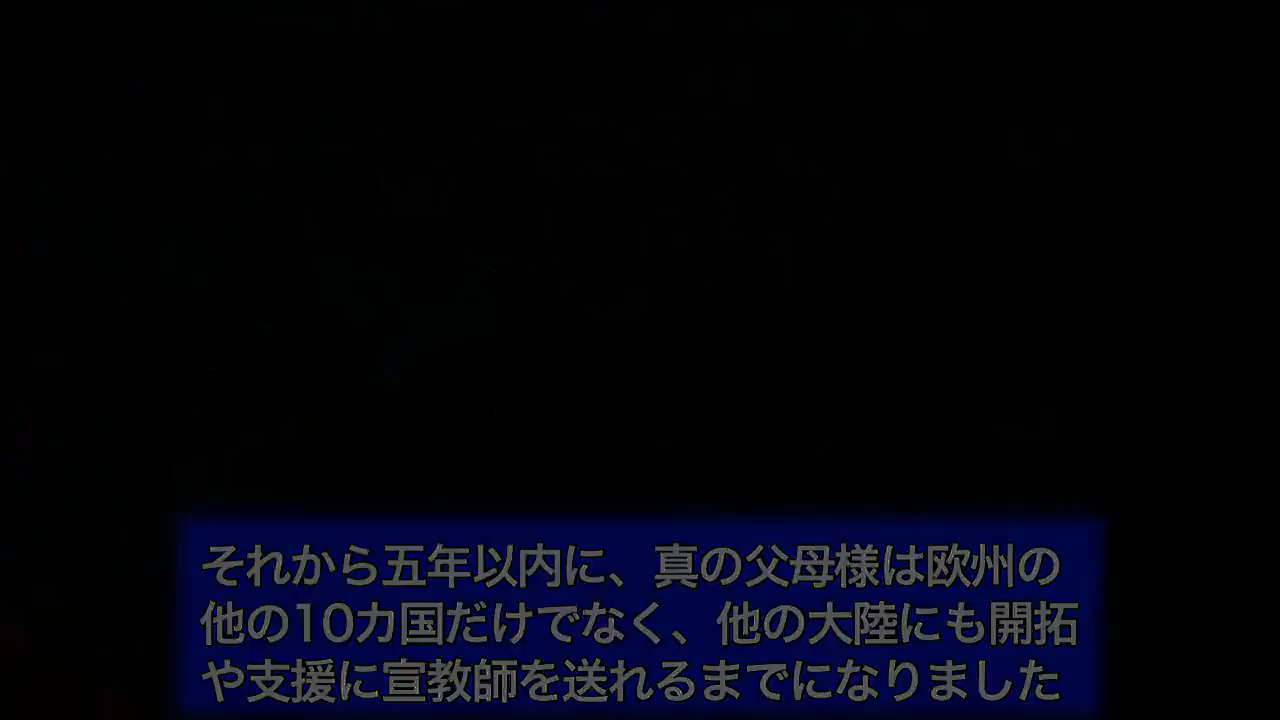 それから五年以内に、真の父母様は欧州の
他の10カ国だけでなく、他の大陸にも開拓
や支援に宣教師を送れるまでになりました